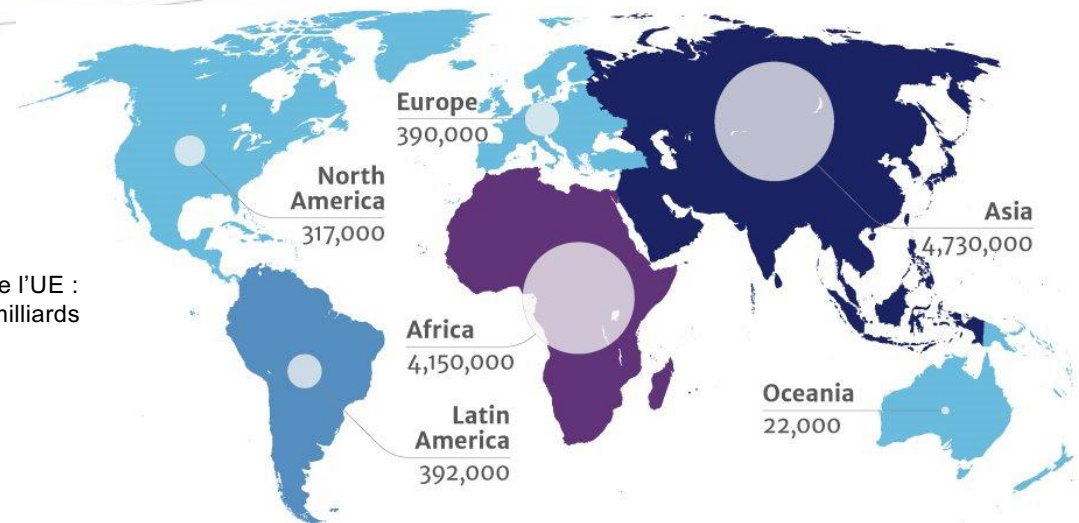 Europe
390,000
North
America
317,000
Asia
4,730,000
e l’UE :
nilliards
Africa
4,150,000
Oceania
22,000
Latin
America
392,000